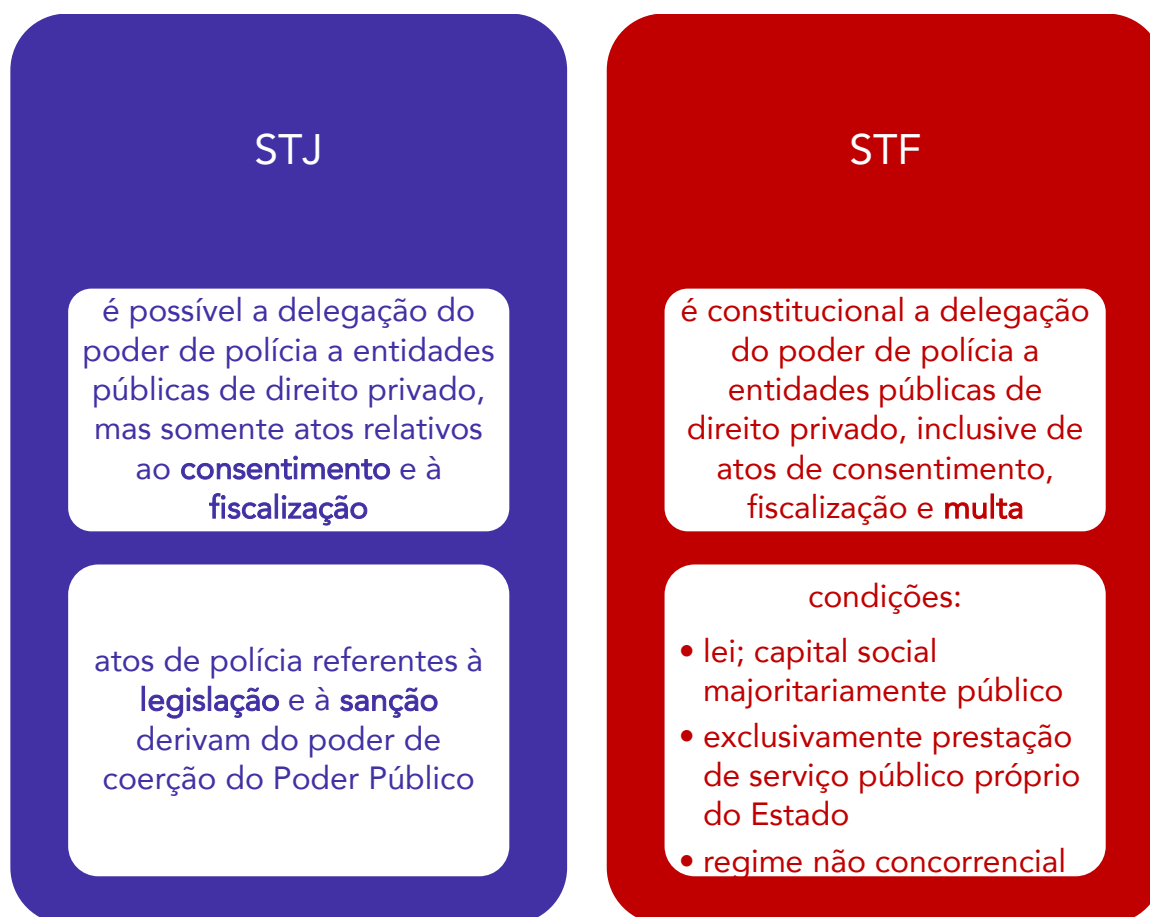 STJ
é possível a delegação do
poder de polícia a entidades
públicas de direito privado,
mas somente atos relativos
ao consentimento e à
fiscalização
atos de polícia referentes à
legislação e à sanção
derivam do poder de
coerção do Poder Público
STF
é constitucional a delegação
do poder de polícia a
entidades públicas de
direito privado, inclusive de
atos de consentimento,
fiscalização e multa
condições:
• lei; capital social
majoritariamente público
• exclusivamente prestação
de serviço público próprio
do Estado
• regime não concorrencial